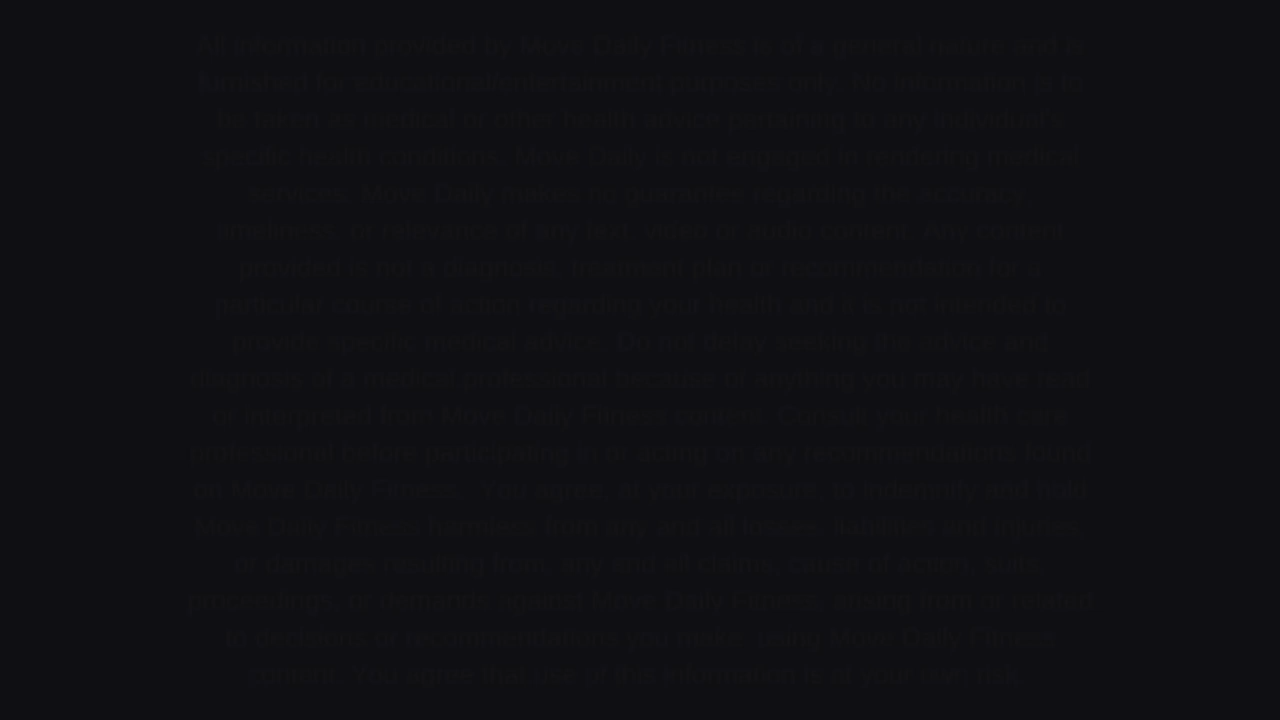 All information provided by Move Daily Fitness is of a general nature and is
furnished for educational/entertainment purposes only. No information is to
be taken as medical or other health advice pertaining to any individual's
specific health conditions. Move Daily is not engaged in rendering medical
services. Move Daily makes no guarantee regarding the accuracy,
timeliness, or relevance of any text, video or audio content. Any content
provided is not a diagnosis, treatment plan or recommendation for a
particular course of action regarding your health and it is not intended to
provide specific medical advice. Do not delay seeking the advice and
diagnosis of a medical professional because of anything you may have read
or interpreted from Move Daily Fitness content. Consult your health care
professional before participating in or acting on any recommendations found
on Move Daily Fitness. You agree, at your exposure, to indemnify and hold
Move Daily Fitness harmless from any and all losses, liabilities and injuries,
or damages resulting from, any and all claims, cause of action, suits,
proceedings, or demands against Move Daily Fitness, arising from or related
to decisions or recommendations you make, using Move Daily Fitness
content. You agree that use of this information is at your own risk.